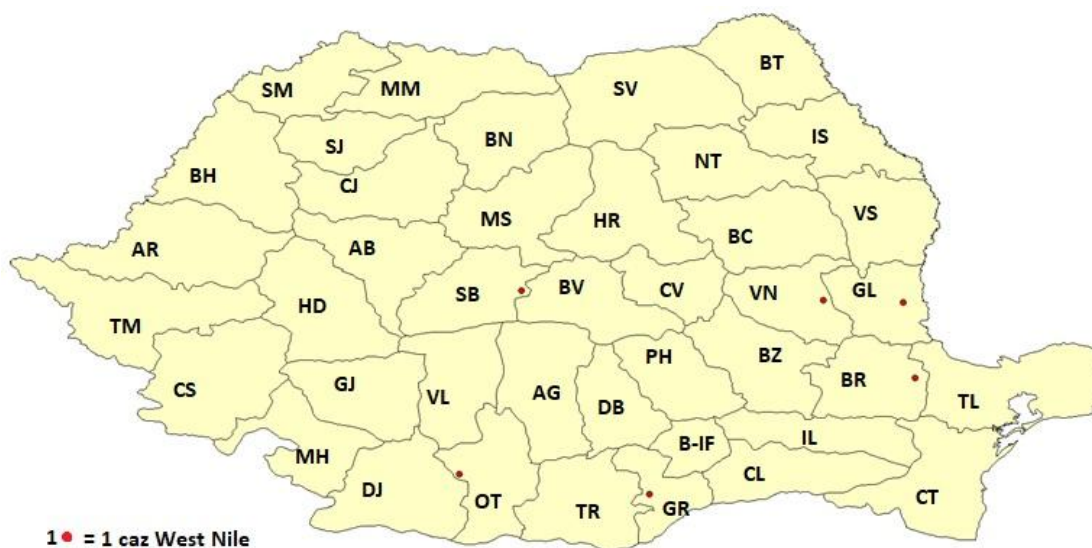 BT
SM
MM
SV
BN
IS
SJ
NT
BH
CJ
MS
HR
VS
AR
AB
BC
SB
BV
CV
VN
GL
HD
TM
PH
BZ
BR
CS
GJ
VL
AG
DB
TL
B-IF
IL
MH
CL
DJ
OT
TR
GR
CT
1 = 1 caz West Nile